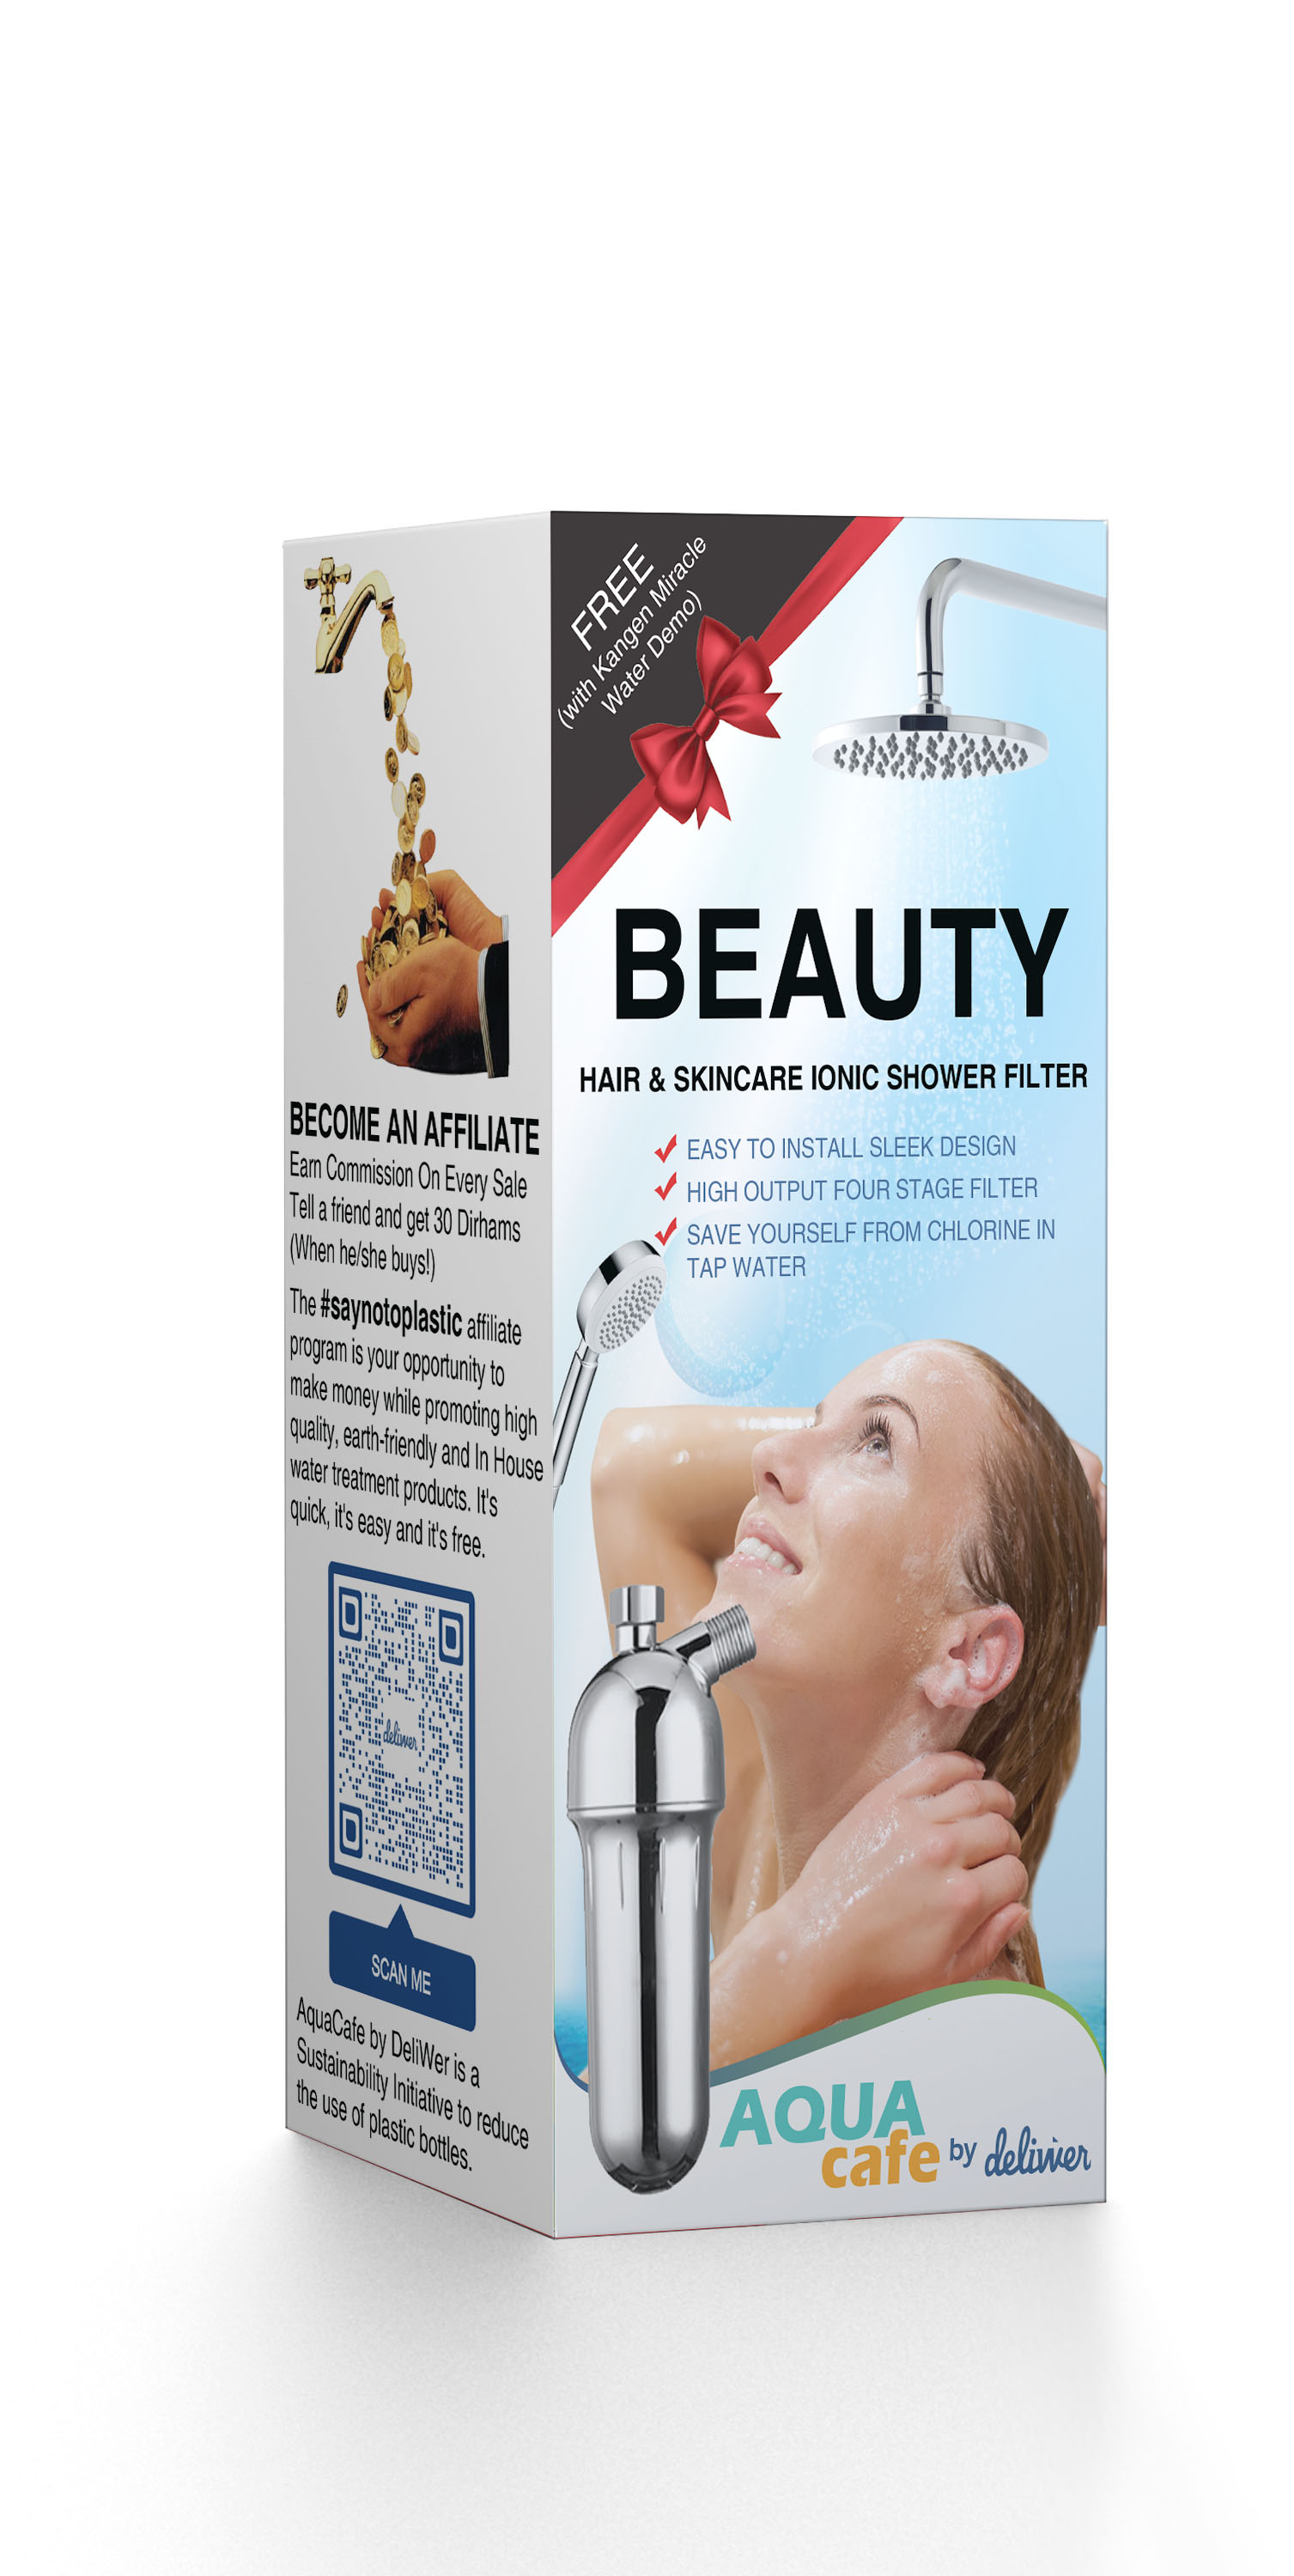 FREE
(with Kangen Miracle
Water Demo)
BEAUTY
HAIR & SKINCARE IONIC SHOWER FILTER
EASY TO INSTALL SLEEK DESIGN
HIGH OUTPUT FOUR STAGE FILTER
SAVE YOURSELF FROM CHLORINE IN
TAP WATER
AQUA
cafe by deliwer
BECOME AN AFFILIATE
Earn Commission On Every Sale
Tell a friend and get 30 Dirhams
(When he/she buys!)
The #saynotoplastic affiliate
program is your opportunity to
make money while promoting high
quality, earth-friendly and In House
water treatment products. It's
quick, it's easy and it's free.
deliwer
SCAN ME
AquaCafe by DeliWer is a
Sustainability Initiative to reduce
the use of plastic bottles.